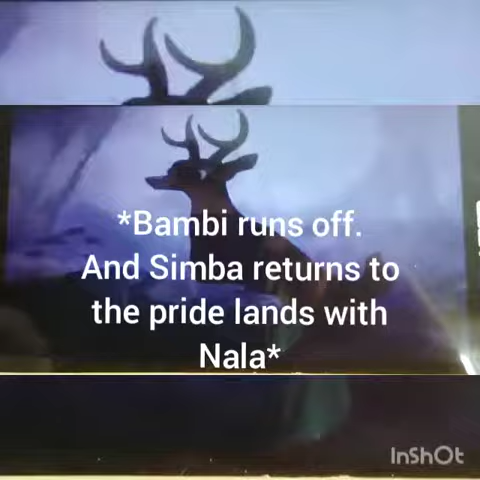 *Bambi runs off.
And Simba returns to
the pride lands with
Nala*
InShOt